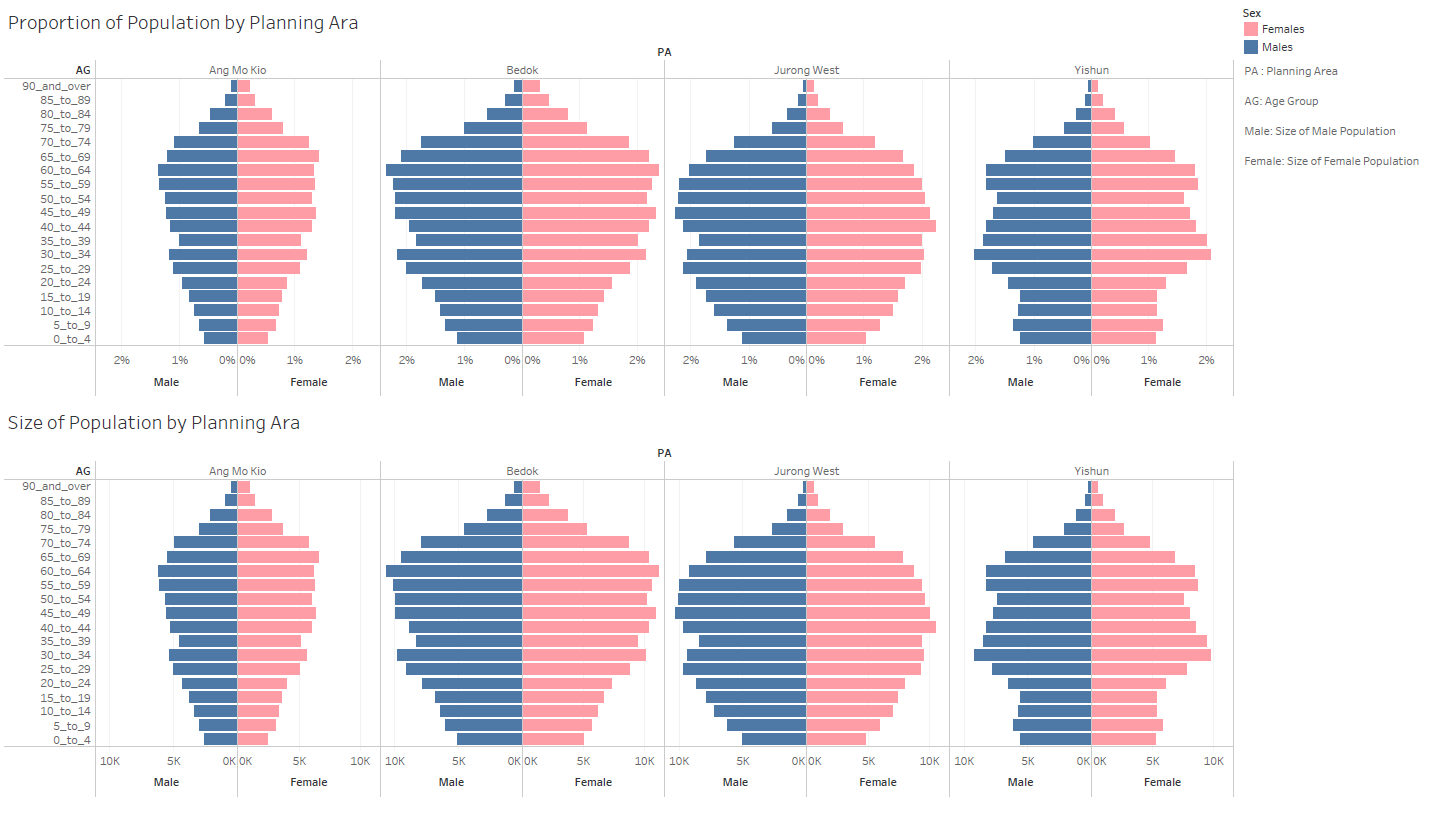 Proportion of Population by Planning Ara
PA
AG Ang Mo Kio Bedok Jurong West Yishun
90_and_over
85_to_89
80_to_84
75_to_79
70_to_74
65_to_69
60_to_64
55_to_59
50_to_54
45_to_49
40_to_44
35_to_39
30_to_34
25_to_29
20_to_24
15_to_19
10_to_14
5_to_9
0_to_4
2% 1% 0% 0% 1% 2% 2% 1% 0% 0% 1% 2% 2% 1% 0% 0% 1% 2% 2% 1% 0% 0% 1% 2%
Male Female Male Female Male Female Male Female
Size of Population by Planning Ara
PA
AG Ang Mo Kio Bedok Jurong West Yishun
90_and_over
85_to_89
80_to_84
75_to_79
70_to_74
65_to_69
60_to_64
55_to_59
50_to_54
45_to_49
40_to_44
35_to_39
30_to_34
25_to_29
20_to_24
15_to_19
10_to_14
5_to_9
0_to_4
10K 5K 0K 0K 5K 10K 10K 5K 0K 0K 5K 10K 10K 5K 0K 0K 5K 10K 10K 5K 0K 0K 5K 10K
Male Female Male Female Male Female Male Female
Sex
Females
Males
PA : Planning Area
AG: Age Group
Male: Size of Male Population
Female: Size of Female Population